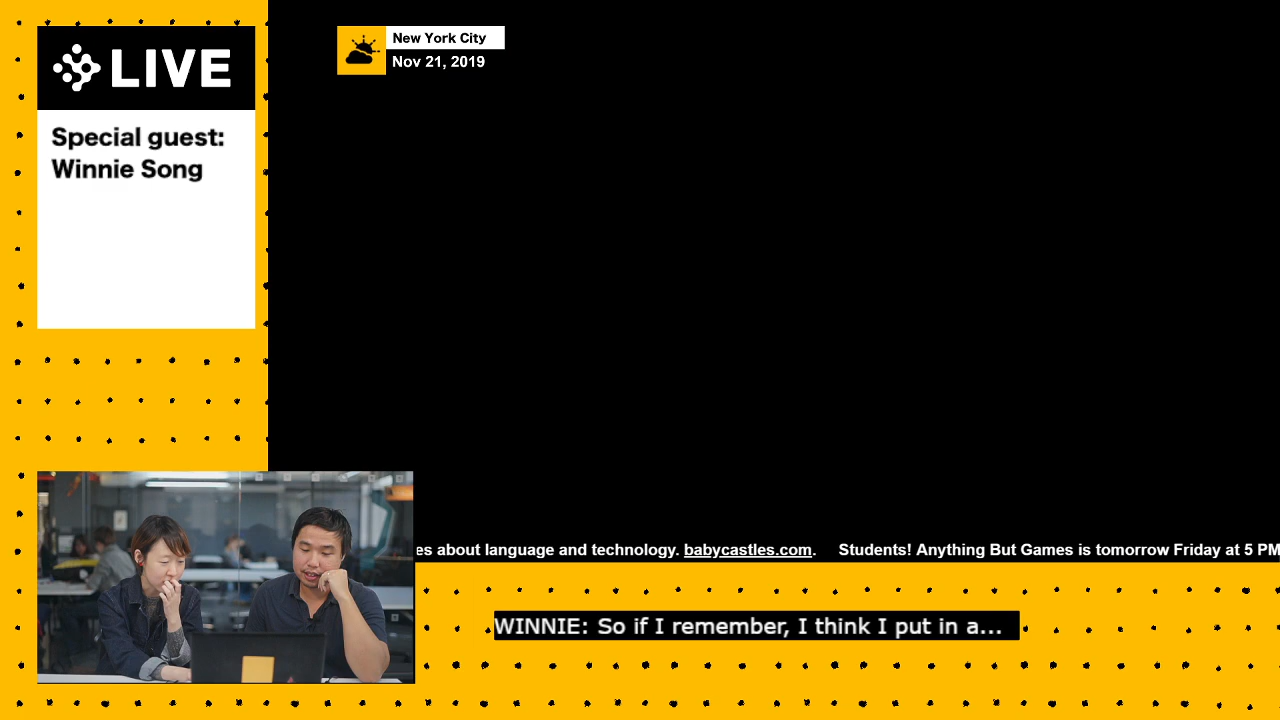 LIVE
Special guest:
Winnie Song
New York City
Nov 21, 2019
es about language and technology. babycastles.com. Students! Anything But Games is tomorrow Friday at 5 PM
WINNIE: So if I remember, I think I put in a...